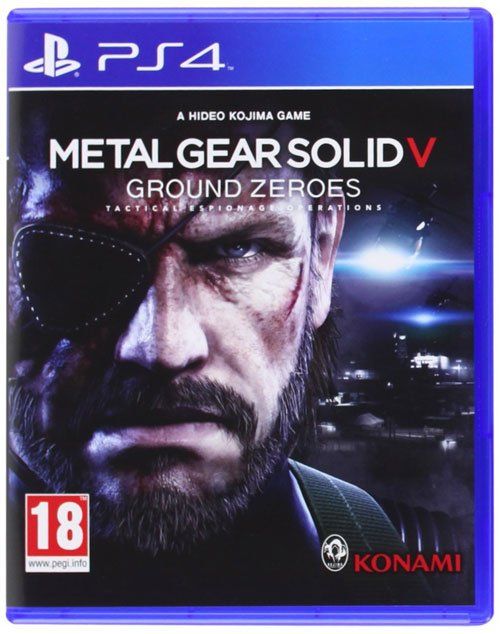 PS4
A HIDEO KOJIMA GAME
METAL GEAR SOLID V
GROUND ZEROES
TACTICAL ESPIONAGE OPERATIONS
18
www.pegi.info
KONAMI